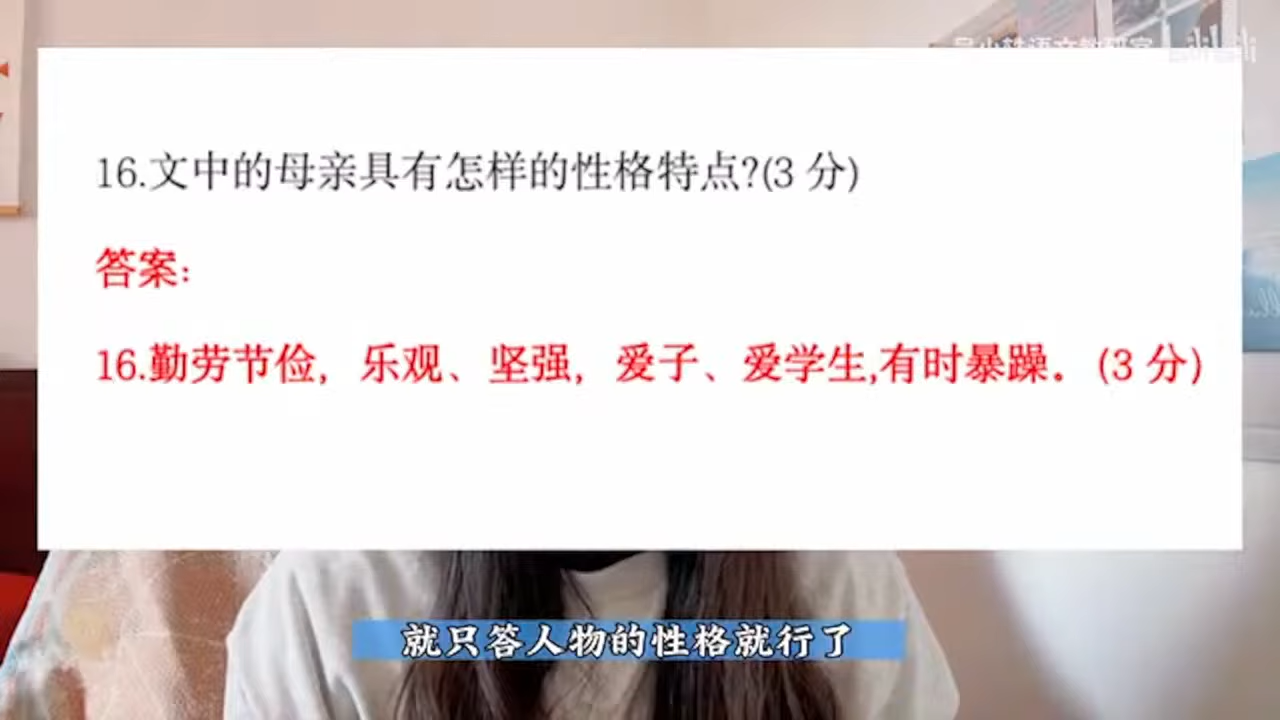 16.文中的母亲具有怎样的性格特点?(3 分)
答案:
16.勤劳节俭，乐观、坚强，爱子、爱学生,有时暴躁。(3 分)
就只答人物的性格就行了